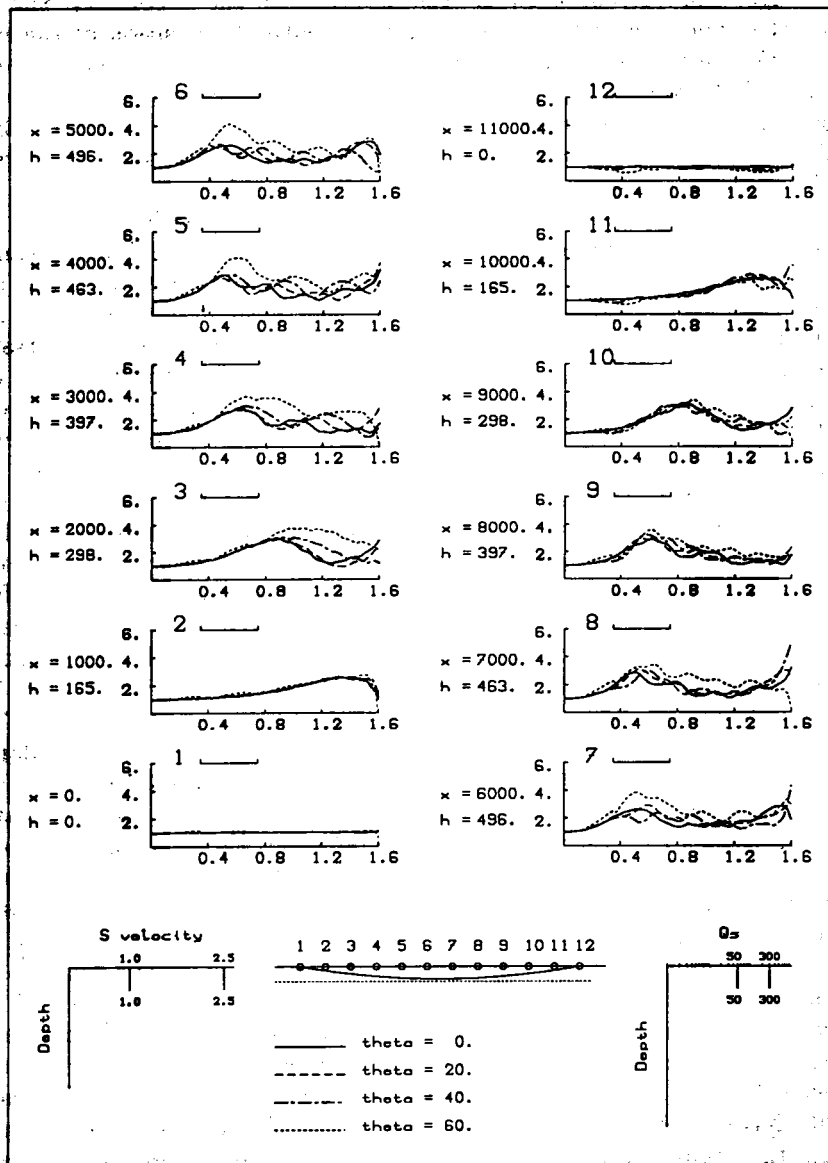 6
6.
x = 5000. 4.
h = 496. 2.
0.4 0.8 1.2 1.6
5
6.
x = 4000. 4.
h = 463. 2.
0.4 0.8 1.2 1.6
4
6.
x = 3000. 4.
h = 397. 2.
0.4 0.8 1.2 1.6
3
6.
x = 2000. 4.
h = 298. 2.
0.4 0.8 1.2 1.6
2
6.
x = 1000. 4.
h = 165. 2.
0.4 0.8 1.2 1.6
1
6.
x = 0. 4.
h = 0. 2.
0.4 0.8 1.2 1.6
12
6.
x = 11000.4.
h = 0. 2.
0.4 0.8 1.2 1.6
11
6.
x = 10000.4.
h = 165. 2.
0.4 0.8 1.2 1.6
10
6.
x = 9000. 4.
h = 298. 2.
0.4 0.8 1.2 1.6
9
6.
x = 8000. 4.
h = 397. 2.
0.4 0.8 1.2 1.6
8
6.
x = 7000. 4.
h = 463. 2.
0.4 0.8 1.2 1.6
7
6.
x = 6000. 4.
h = 496. 2.
0.4 0.8 1.2 1.6
S velocity
1.0 2.5
1.0 2.5
Depth
1 2 3 4 5 6 7 8 9 10 11 12
theta = 0.
theta = 20.
theta = 40.
theta = 60.
Qs
50 300
50 300
Depth